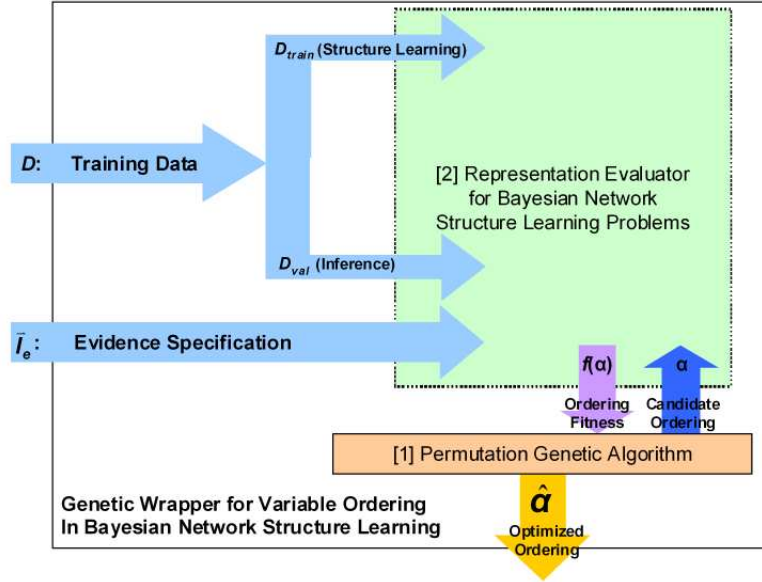 D_train (Structure Learning)
D: Training Data
[2] Representation Evaluator
for Bayesian Network
Structure Learning Problems
D_val (Inference)
I⃗_e: Evidence Specification
f(α)
Ordering
Fitness
α
Candidate
Ordering
[1] Permutation Genetic Algorithm
Genetic Wrapper for Variable Ordering
In Bayesian Network Structure Learning
α̂
Optimized
Ordering